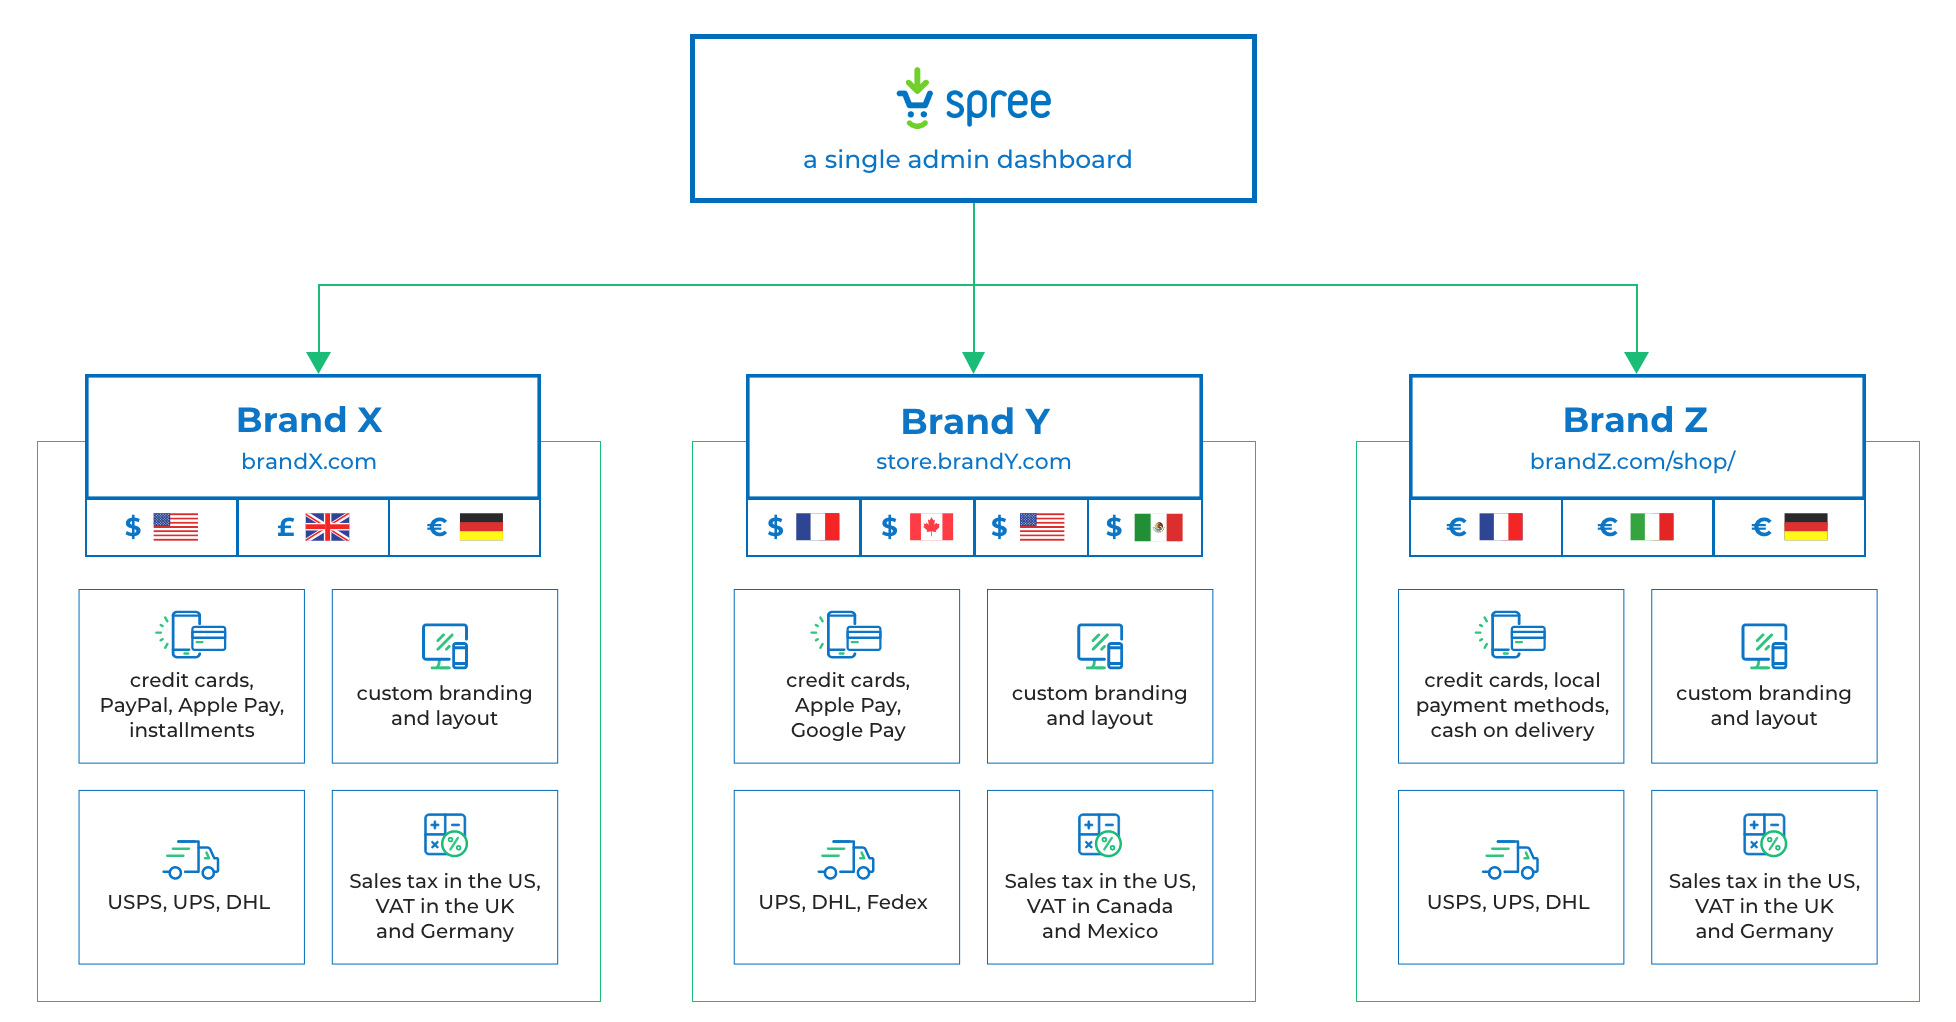 spree
a single admin dashboard
Brand X
brandX.com
$ £ €
credit cards,
PayPal, Apple Pay,
installments
custom branding
and layout
USPS, UPS, DHL
Sales tax in the US,
VAT in the UK
and Germany
Brand Y
store.brandY.com
$ $ $ $
credit cards,
Apple Pay,
Google Pay
custom branding
and layout
UPS, DHL, Fedex
Sales tax in the US,
VAT in Canada
and Mexico
Brand Z
brandZ.com/shop/
€ € €
credit cards, local
payment methods,
cash on delivery
custom branding
and layout
USPS, UPS, DHL
Sales tax in the US,
VAT in the UK
and Germany